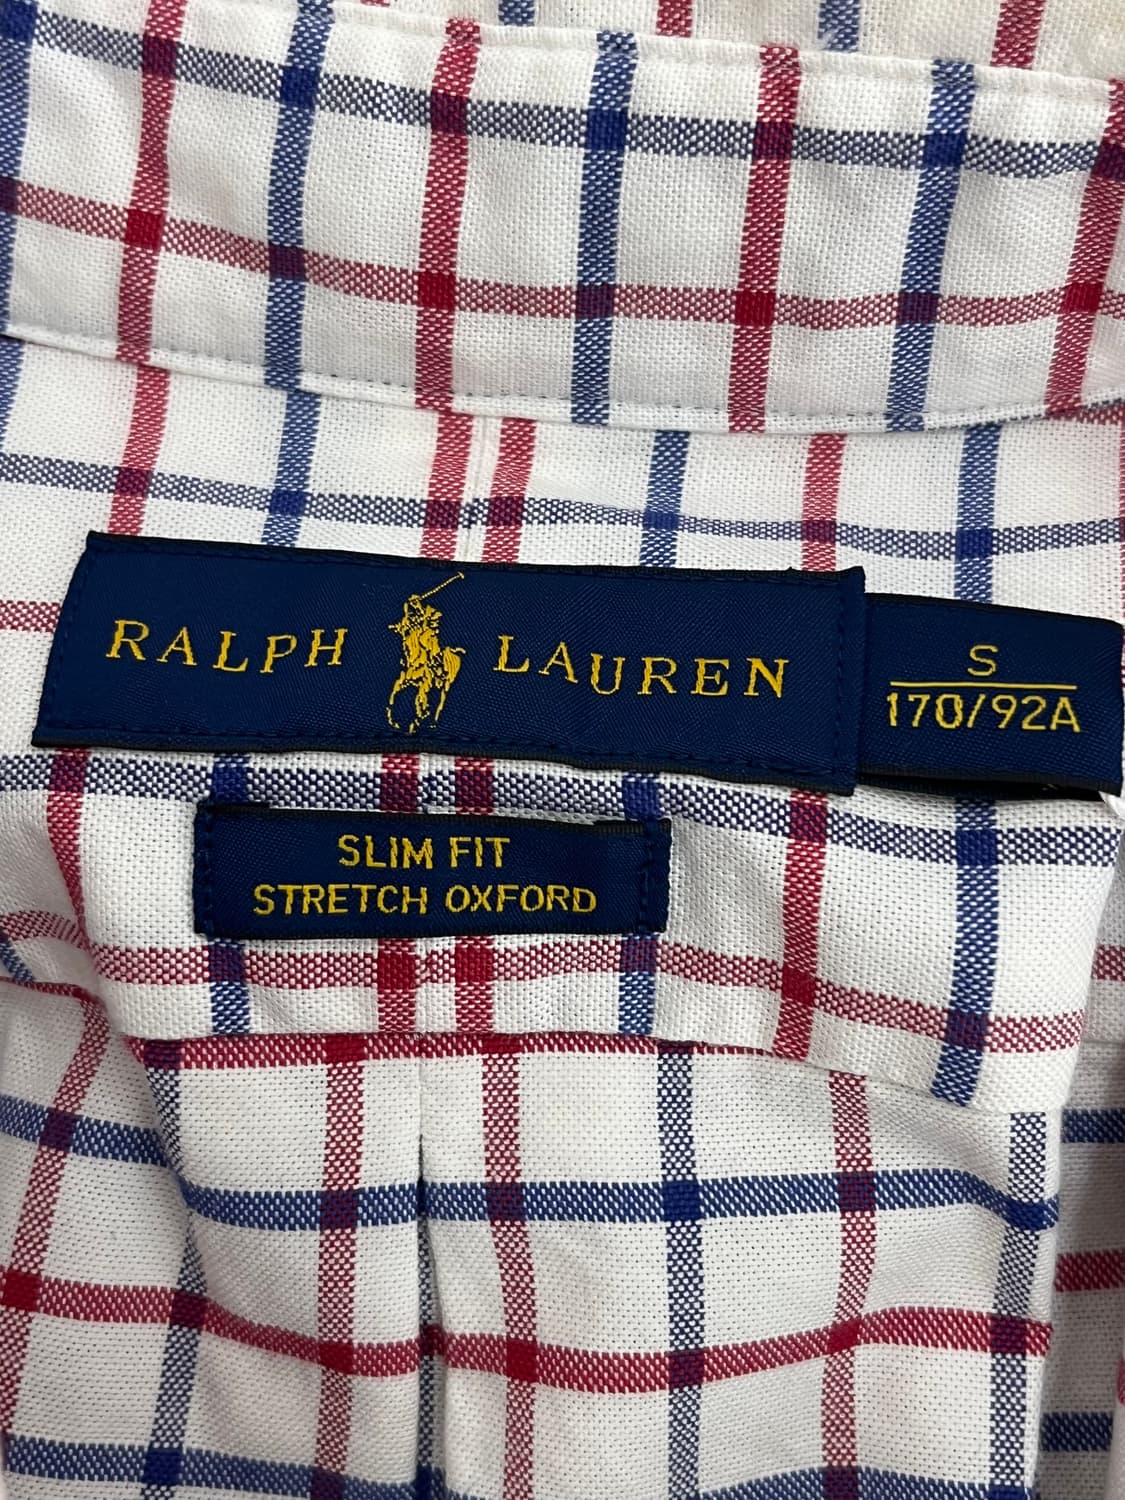 RALPH LAUREN
S
170/92A
SLIM FIT
STRETCH OXFORD